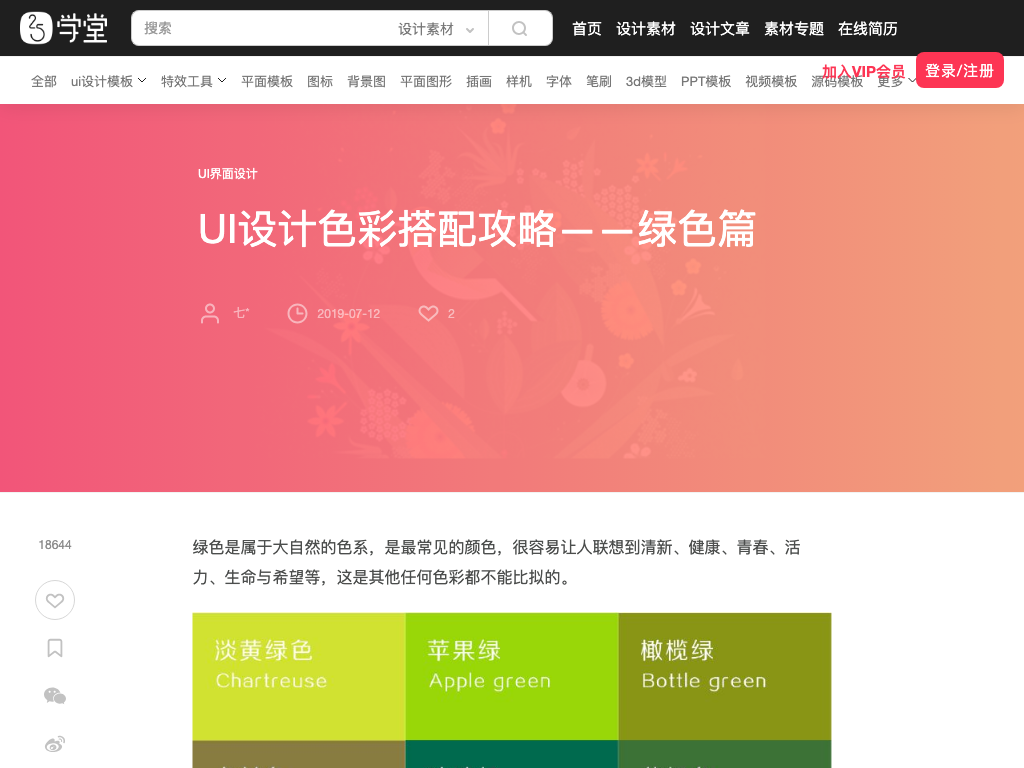 25学堂
搜索
设计素材
首页 设计素材 设计文章 素材专题 在线简历
加入VIP会员
登录/注册
全部 ui设计模板 特效工具 平面模板 图标 背景图 平面图形 插画 样机 字体 笔刷 3d模型 PPT模板 视频模板 源码模板 更多
UI界面设计
UI设计色彩搭配攻略——绿色篇
七* 2019-07-12 2
18644
绿色是属于大自然的色系，是最常见的颜色，很容易让人联想到清新、健康、青春、活
力、生命与希望等，这是其他任何色彩都不能比拟的。
淡黄绿色 苹果绿 橄榄绿
Chartreuse Apple green Bottle green